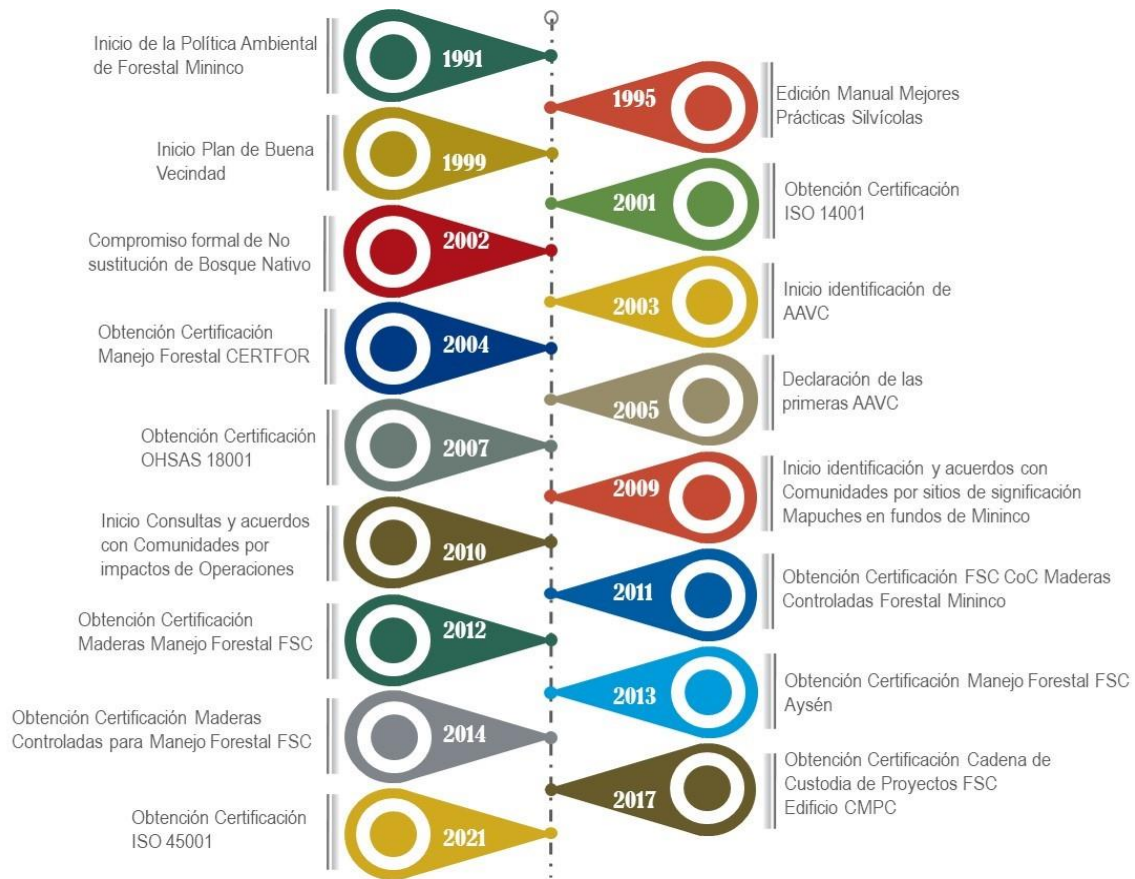 Inicio de la Política Ambiental
de Forestal Mininco
1991
1995
Edición Manual Mejores
Prácticas Silvícolas
Inicio Plan de Buena
Vecindad
1999
2001
Obtención Certificación
ISO 14001
Compromiso formal de No
sustitución de Bosque Nativo
2002
2003
Inicio identificación de
AAVC
Obtención Certificación
Manejo Forestal CERTFOR
2004
2005
Declaración de las
primeras AAVC
Obtención Certificación
OHSAS 18001
2007
2009
Inicio identificación y acuerdos con
Comunidades por sitios de significación
Mapuches en fundos de Mininco
Inicio Consultas y acuerdos
con Comunidades por
impactos de Operaciones
2010
2011
Obtención Certificación FSC CoC Maderas
Controladas Forestal Mininco
Obtención Certificación
Maderas Manejo Forestal FSC
2012
2013
Obtención Certificación Manejo Forestal FSC
Aysén
Obtención Certificación Maderas
Controladas para Manejo Forestal FSC
2014
2017
Obtención Certificación Cadena de
Custodia de Proyectos FSC
Edificio CMPC
Obtención Certificación
ISO 45001
2021